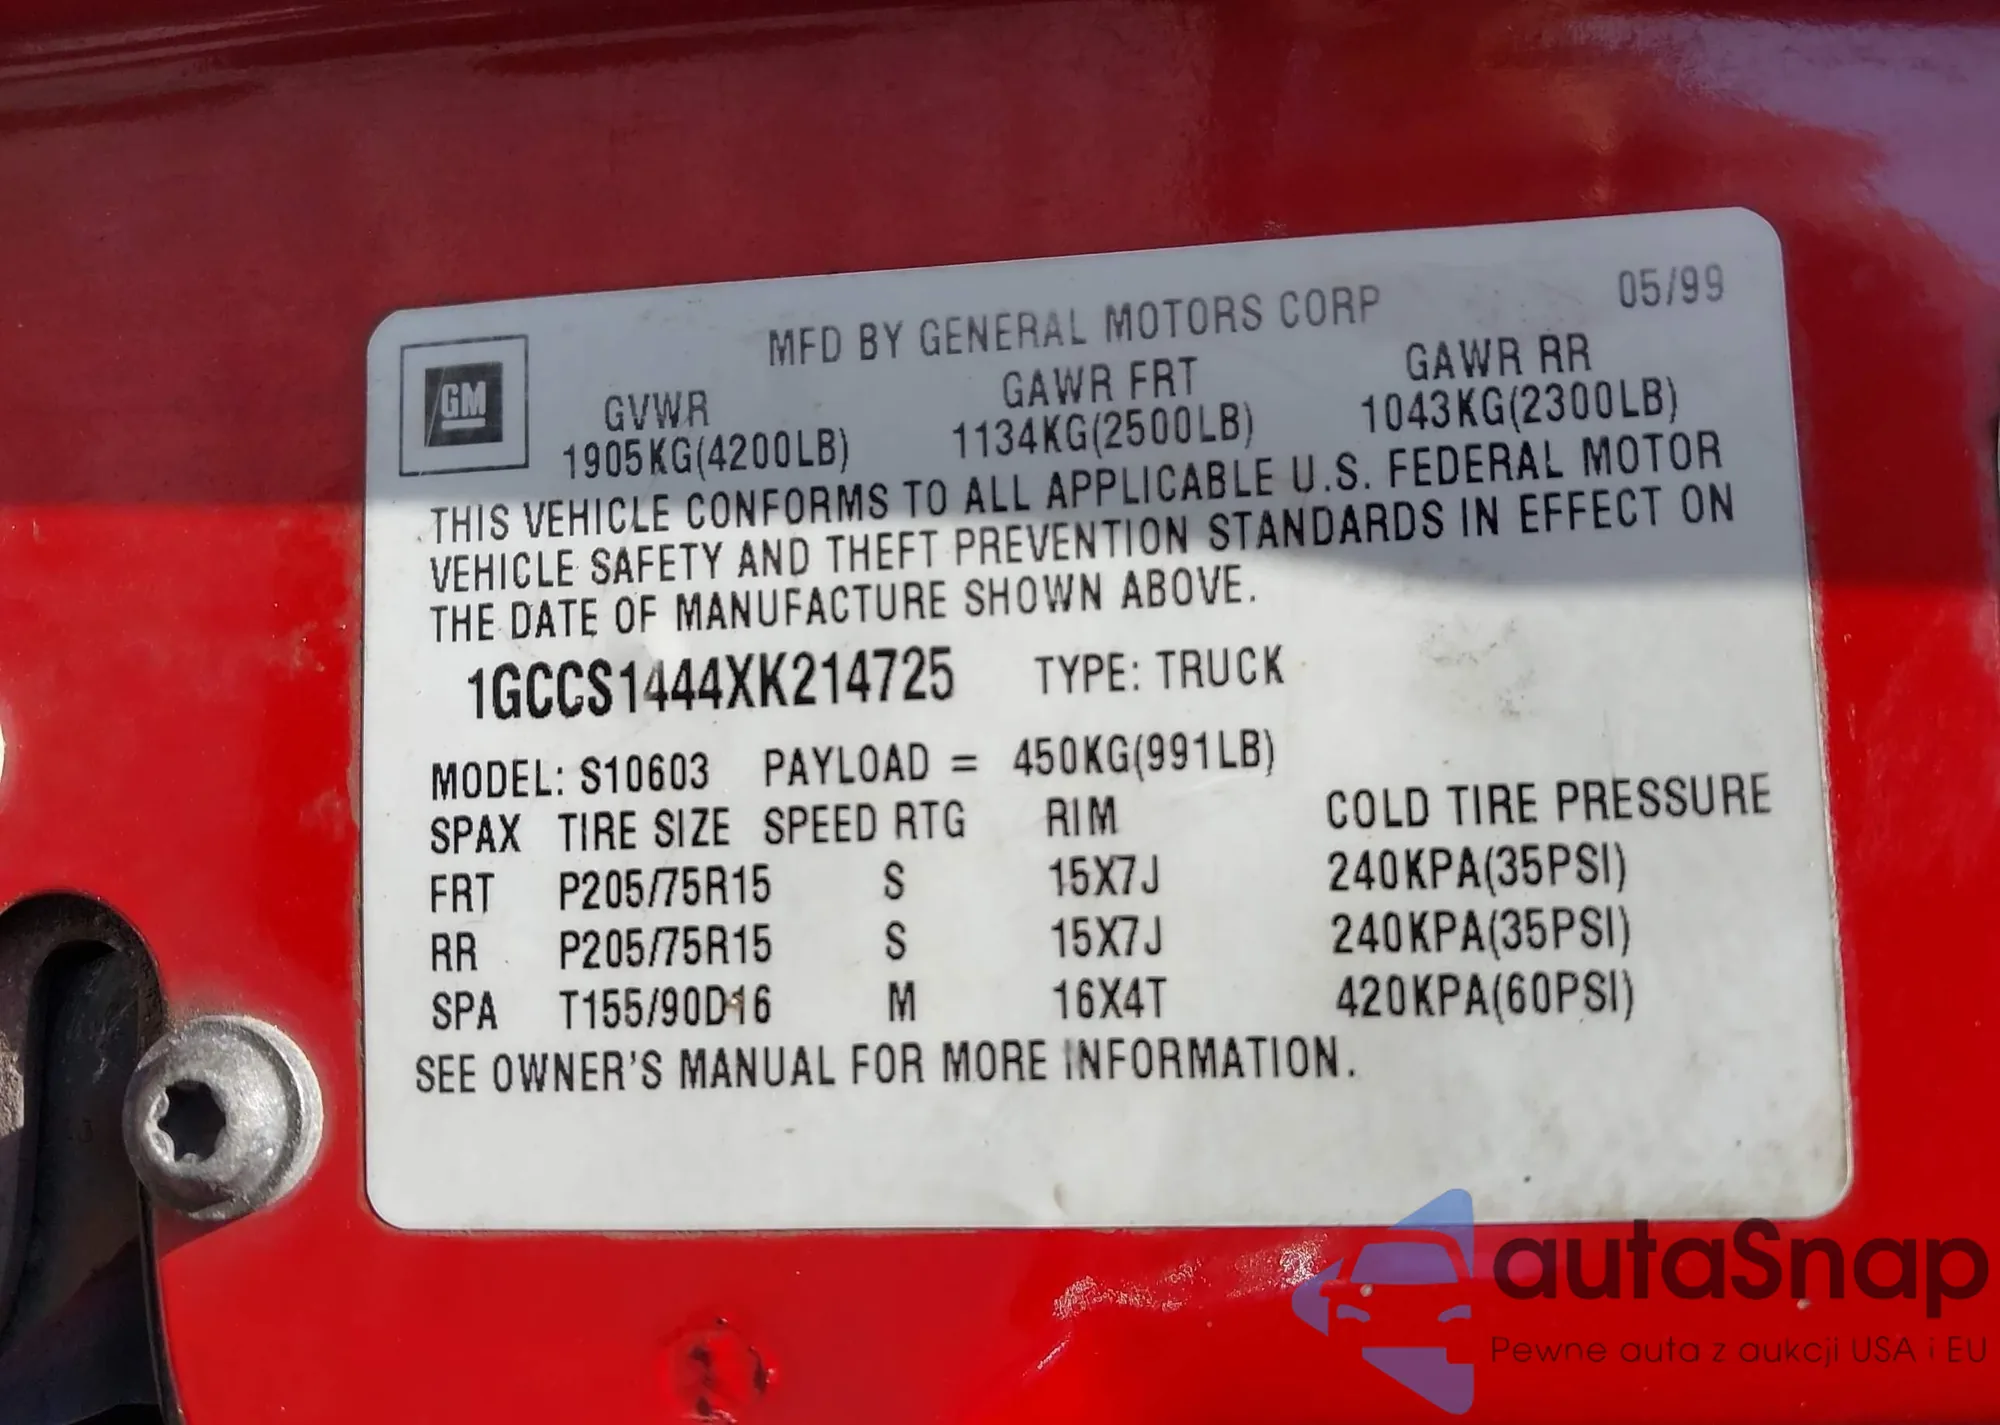 05/99
MFD BY GENERAL MOTORS CORP
GM
GVWR GAWR FRT GAWR RR
1905KG(4200LB) 1134KG(2500LB) 1043KG(2300LB)
THIS VEHICLE CONFORMS TO ALL APPLICABLE U.S. FEDERAL MOTOR
VEHICLE SAFETY AND THEFT PREVENTION STANDARDS IN EFFECT ON
THE DATE OF MANUFACTURE SHOWN ABOVE.
1GCCS1444XK214725 TYPE: TRUCK
MODEL: S10603 PAYLOAD = 450KG(991LB)
SPAX TIRE SIZE SPEED RTG RIM COLD TIRE PRESSURE
FRT P205/75R15 S 15X7J 240KPA(35PSI)
RR P205/75R15 S 15X7J 240KPA(35PSI)
SPA T155/90D16 M 16X4T 420KPA(60PSI)
SEE OWNER'S MANUAL FOR MORE INFORMATION.
autaSnap
Pewne auta z aukcji USA i EU